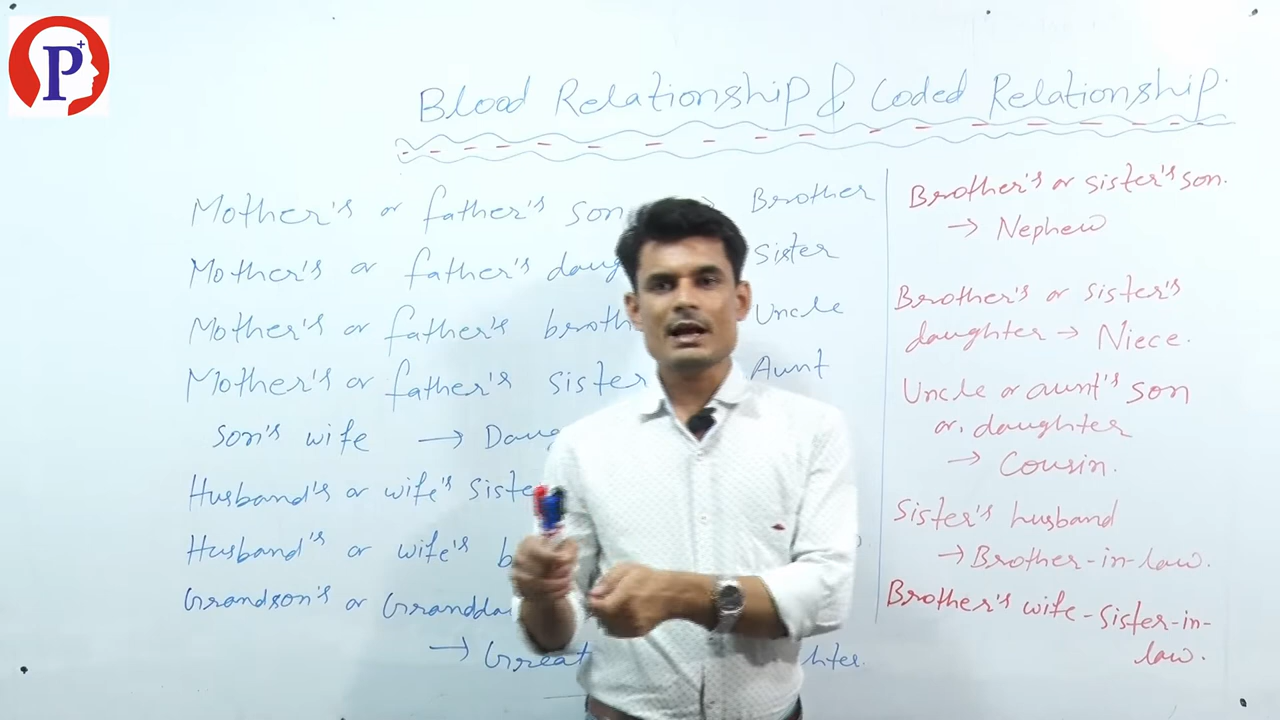 P+
Blood Relationship & Coded Relationship.
Mother's or father's son → Brother
Mother's or father's Sister
Mother's or father's Uncle
Mother's or father's sister Aunt
Son's wife →
Husband's or wife's
Husband's or wife's
Grandson's or
→ Great
Brother's or sister's son.
→ Nephew
Brother's or sister's
daughter → Niece.
Uncle or aunt's son
or, daughter
→ Cousin.
Sister's husband
→ Brother-in-law.
Brother's wife - Sister-in-
law.